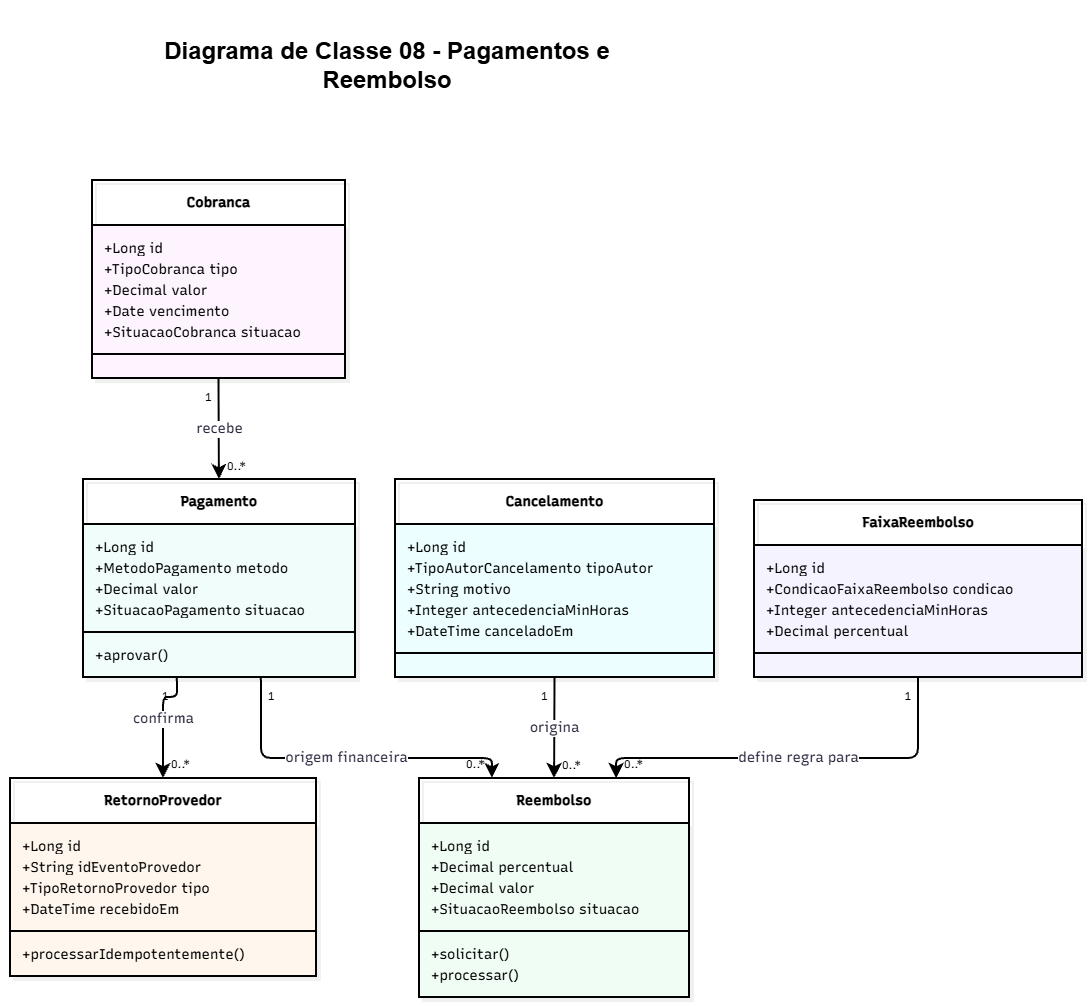 Diagrama de Classe 08 - Pagamentos e
Reembolso
Cobranca
+Long id
+TipoCobranca tipo
+Decimal valor
+Date vencimento
+SituacaoCobranca situacao
1
recebe
0..*
Pagamento
+Long id
+MetodoPagamento metodo
+Decimal valor
+SituacaoPagamento situacao
+aprovar()
Cancelamento
+Long id
+TipoAutorCancelamento tipoAutor
+String motivo
+Integer antecedenciaMinHoras
+DateTime canceladoEm
FaixaReembolso
+Long id
+CondicaoFaixaReembolso condicao
+Integer antecedenciaMinHoras
+Decimal percentual
1
confirma
0..*
1
origem financeira
0..*
1
origina
0..*
1
define regra para
0..*
RetornoProvedor
+Long id
+String idEventoProvedor
+TipoRetornoProvedor tipo
+DateTime recebidoEm
+processarIdempotentemente()
Reembolso
+Long id
+Decimal percentual
+Decimal valor
+SituacaoReembolso situacao
+solicitar()
+processar()